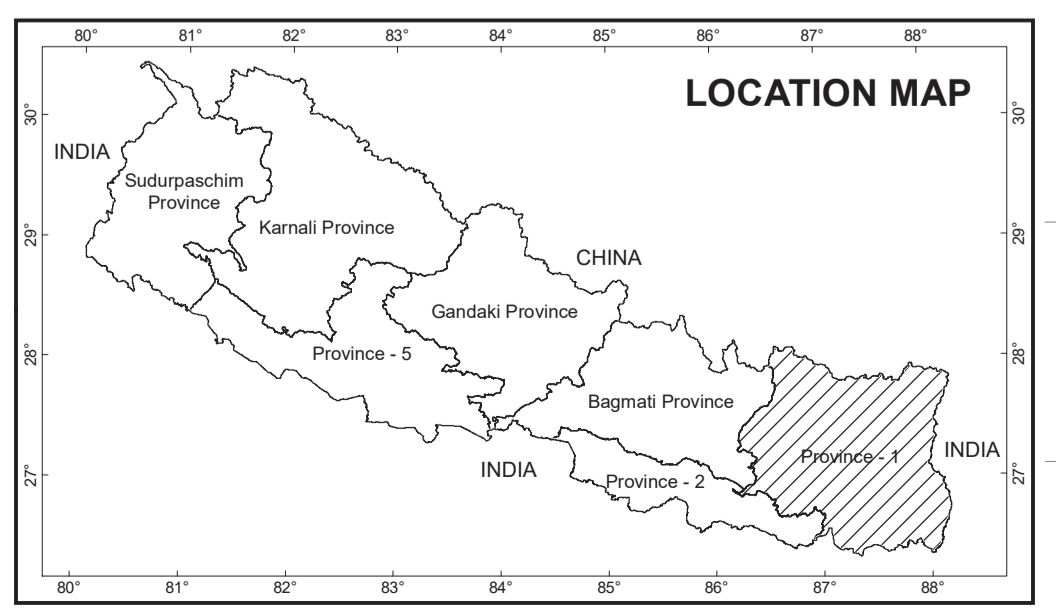 80° 81° 82° 83° 84° 85° 86° 87° 88°
LOCATION MAP
30° 30°
INDIA
Sudurpaschim
Province
Karnali Province
29° 29°
CHINA
Gandaki Province
28° 28°
Province - 5
Bagmati Province
INDIA
Province - 1
INDIA
27° 27°
Province - 2
80° 81° 82° 83° 84° 85° 86° 87° 88°